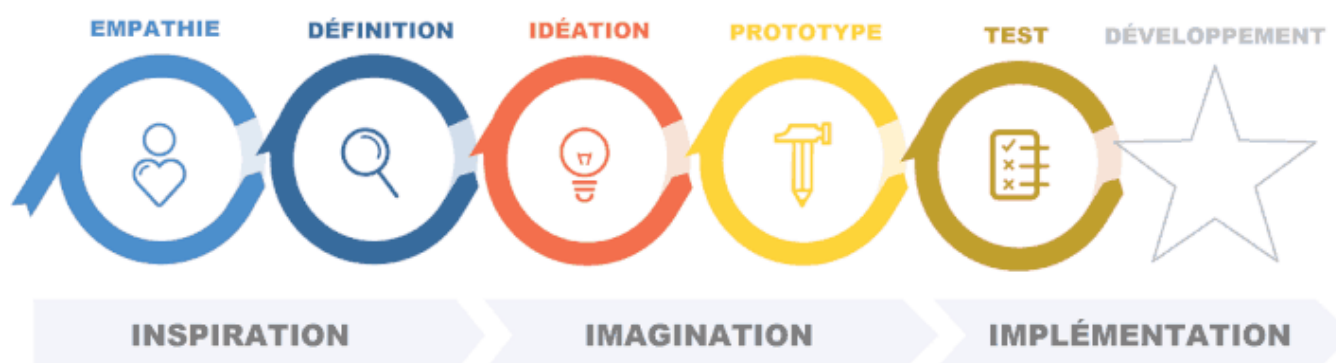 EMPATHIE
DÉFINITION
IDÉATION
PROTOTYPE
TEST
DÉVELOPPEMENT
INSPIRATION
IMAGINATION
IMPLÉMENTATION